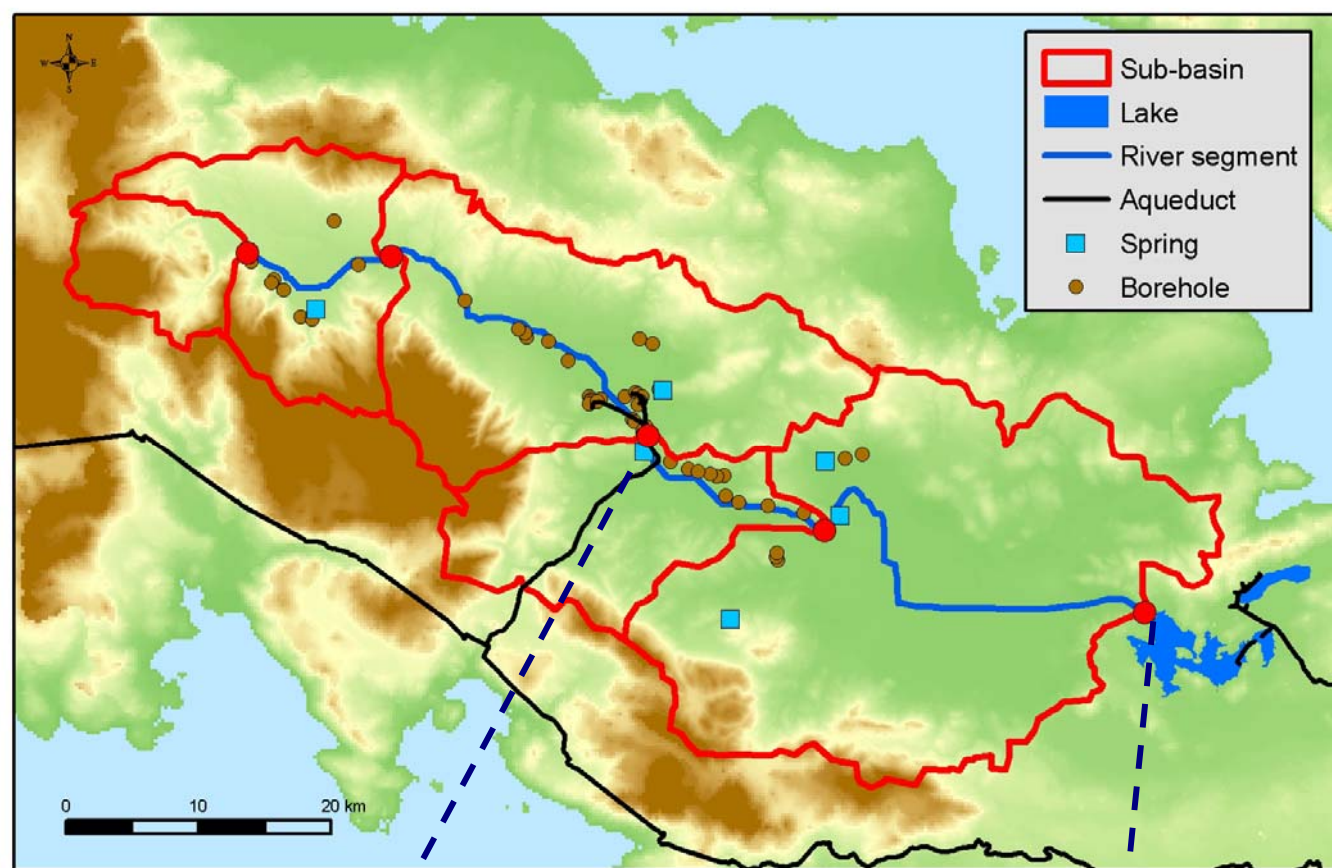 N
W E
S
Sub-basin
Lake
River segment
Aqueduct
Spring
Borehole
0 10 20 km